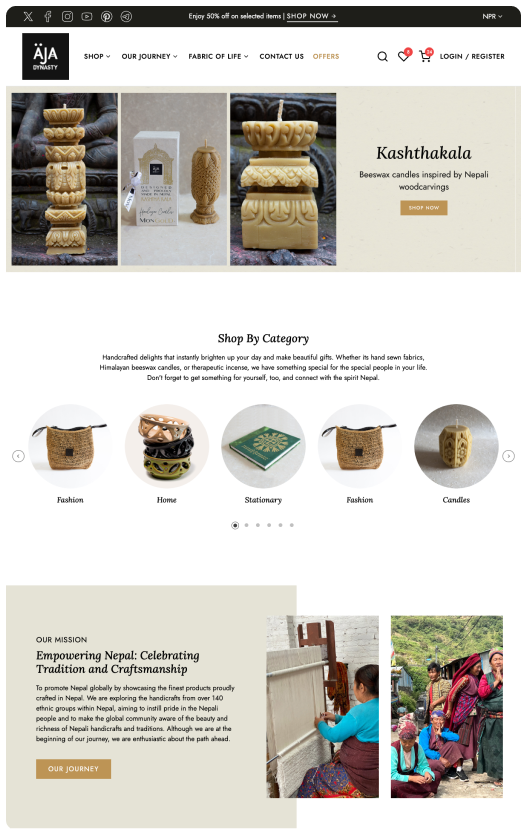 Enjoy 50% off on selected items | SHOP NOW →
NPR
ÄJA
DYNASTY
SHOP
OUR JOURNEY
FABRIC OF LIFE
CONTACT US
OFFERS
LOGIN / REGISTER
Kashthakala
Beeswax candles inspired by Nepali
woodcarvings
SHOP NOW
Shop By Category
Handcrafted delights that instantly brighten up your day and make beautiful gifts. Whether its hand sewn fabrics,
Himalayan beeswax candles, or therapeutic incense, we have something special for the special people in your life.
Don't forget to get something for yourself, too, and connect with the spirit Nepal.
Fashion
Home
Stationary
Fashion
Candles
OUR MISSION
Empowering Nepal: Celebrating
Tradition and Craftsmanship
To promote Nepal globally by showcasing the finest products proudly
crafted in Nepal. We are exploring the handicrafts from over 140
ethnic groups within Nepal, aiming to instill pride in the Nepali
people and to make the global community aware of the beauty and
richness of Nepal handicrafts and traditions. Although we are at the
beginning of our journey, we are enthusiastic about the path ahead.
OUR JOURNEY